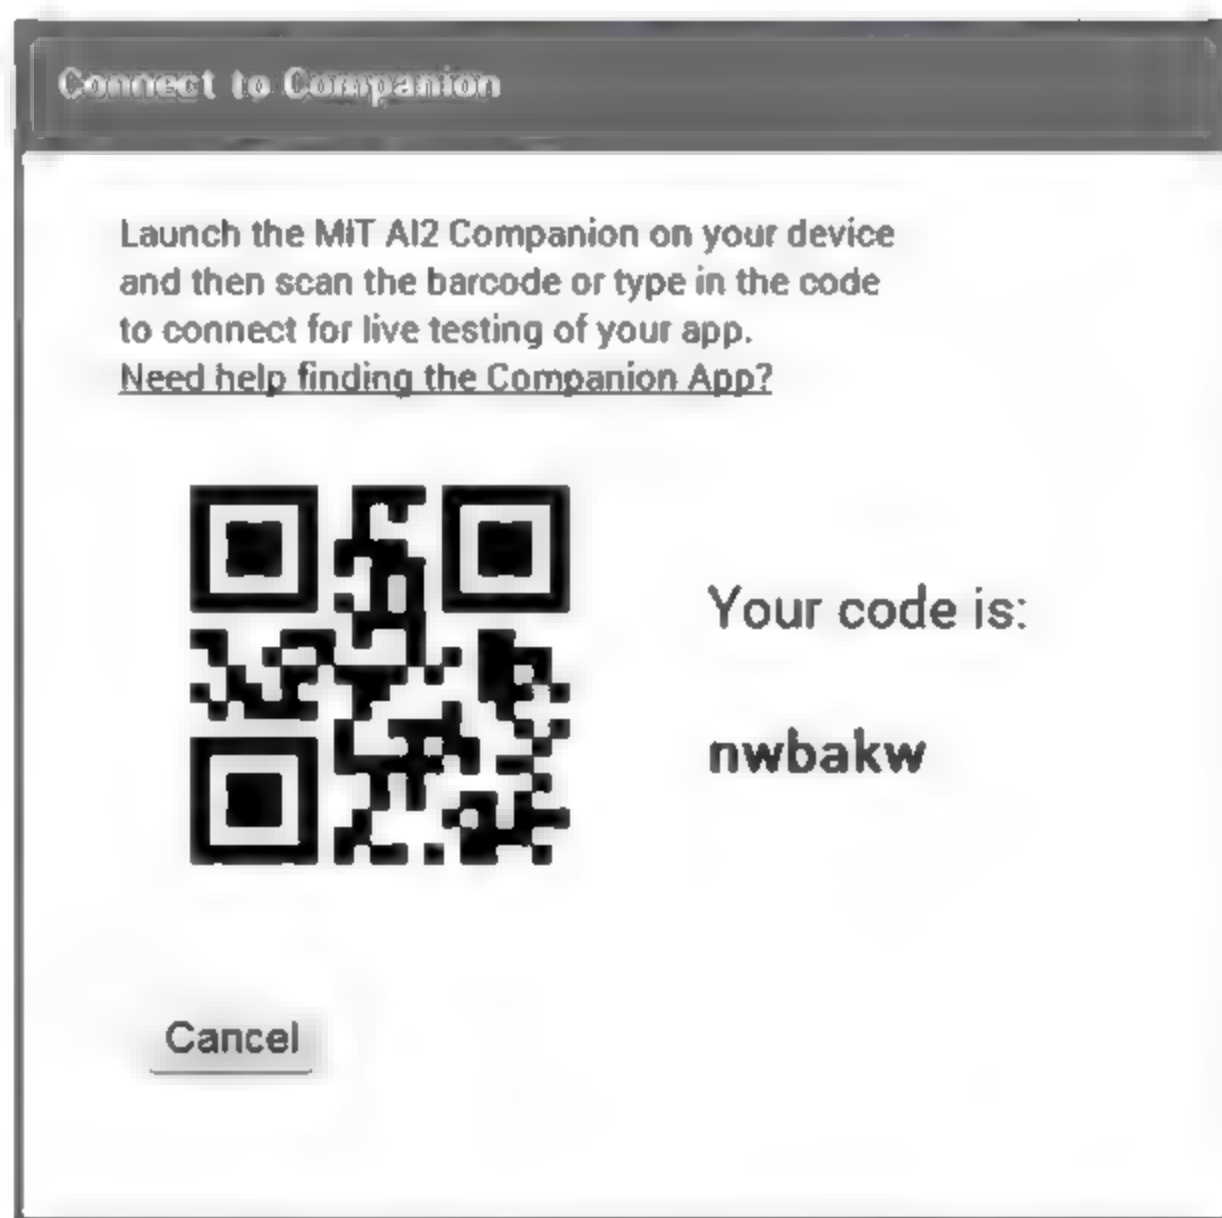 Connect to Companion
Launch the MIT AI2 Companion on your device
and then scan the barcode or type in the code
to connect for live testing of your app.
Need help finding the Companion App?
Your code is:
nwbakw
Cancel